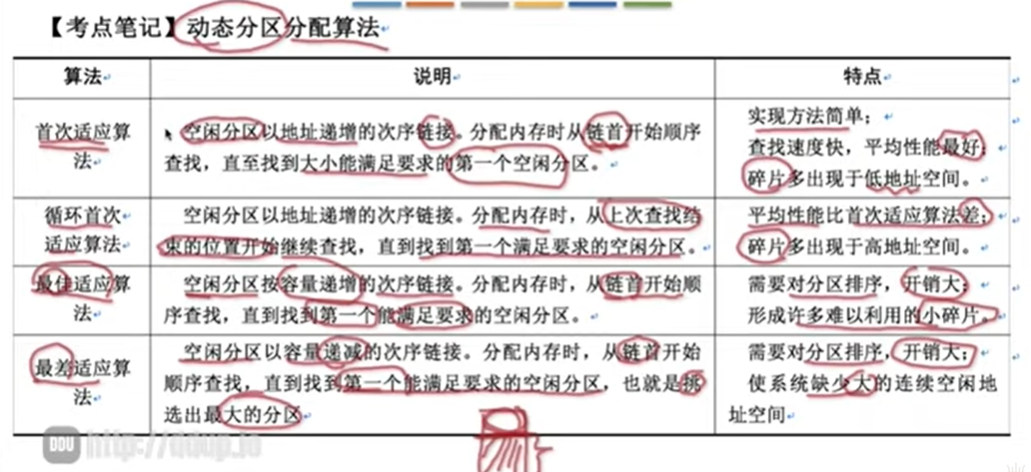 【考点笔记】动态分区分配算法
算法 说明 特点
首次适应算
法
空闲分区以地址递增的次序链接。分配内存时从链首开始顺序
查找，直至找到大小能满足要求的第一个空闲分区。
实现方法简单；
查找速度快，平均性能最好；
碎片多出现于低地址空间。
循环首次
适应算法
空闲分区以地址递增的次序链接。分配内存时，从上次查找结
束的位置开始继续查找，直到找到第一个满足要求的空闲分区。
平均性能比首次适应算法差；
碎片多出现于高地址空间。
最佳适应算
法
空闲分区按容量递增的次序链接。分配内存时，从链首开始顺
序查找，直到找到第一个能满足要求的空闲分区。
需要对分区排序，开销大；
形成许多难以利用的小碎片。
最差适应算
法
空闲分区以容量递减的次序链接。分配内存时，从链首开始
顺序查找，直到找到第一个能满足要求的空闲分区，也就是挑
选出最大的分区
需要对分区排序，开销大；
使系统缺少大的连续空闲地
址空间
DDU http://ddup.io